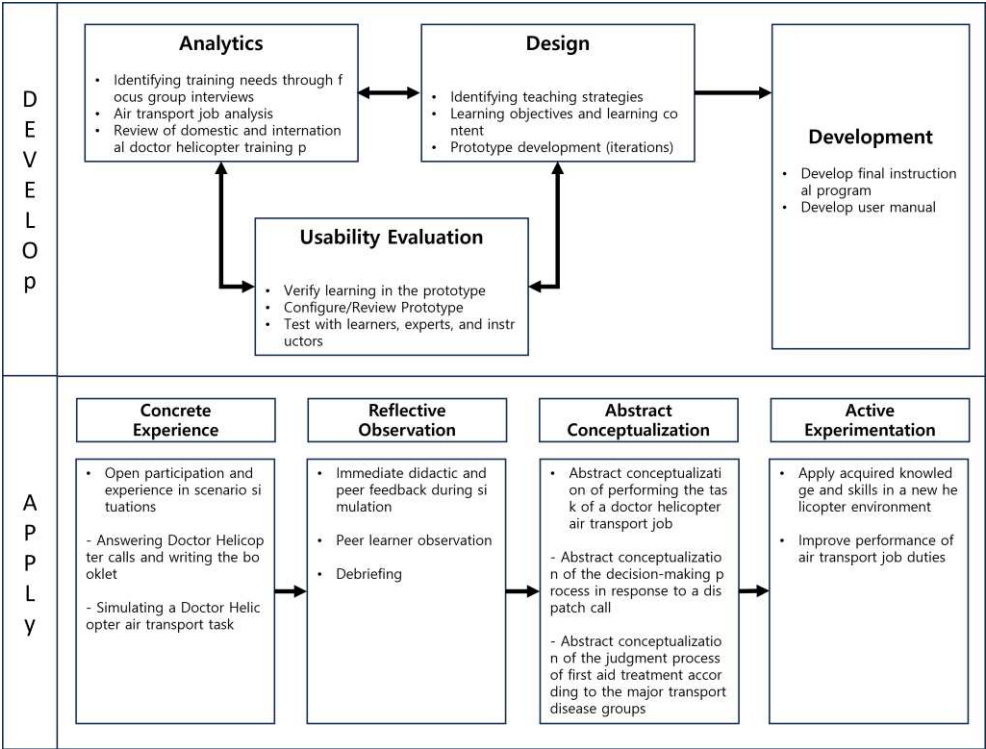 D
E
V
E
L
O
p
Analytics
• Identifying training needs through f
ocus group interviews
• Air transport job analysis
• Review of domestic and internation
al doctor helicopter training p
Design
• Identifying teaching strategies
• Learning objectives and learning co
ntent
• Prototype development (iterations)
Development
• Develop final instruction
al program
• Develop user manual
Usability Evaluation
• Verify learning in the prototype
• Configure/Review Prototype
• Test with learners, experts, and instr
uctors
A
P
P
L
y
Concrete
Experience
• Open participation and
experience in scenario si
tuations
- Answering Doctor Helicop
ter calls and writing the bo
oklet
- Simulating a Doctor Helic
opter air transport task
Reflective
Observation
• Immediate didactic and
peer feedback during si
mulation
• Peer learner observation
• Debriefing
Abstract
Conceptualization
• Abstract conceptualizati
on of performing the tas
k of a doctor helicopter
air transport job
- Abstract conceptualizatio
n of the decision-making p
rocess in response to a dis
patch call
- Abstract conceptualizatio
n of the judgment process
of first aid treatment accor
ding to the major transport
disease groups
Active
Experimentation
• Apply acquired knowled
ge and skills in a new he
licopter environment
• Improve performance of
air transport job duties